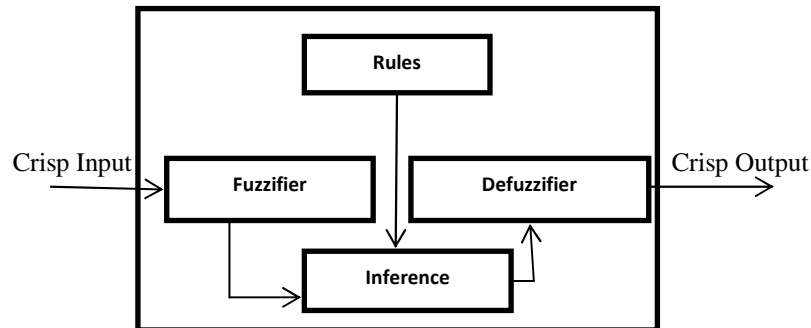 Rules
Crisp Input
Fuzzifier
Defuzzifier
Crisp Output
Inference